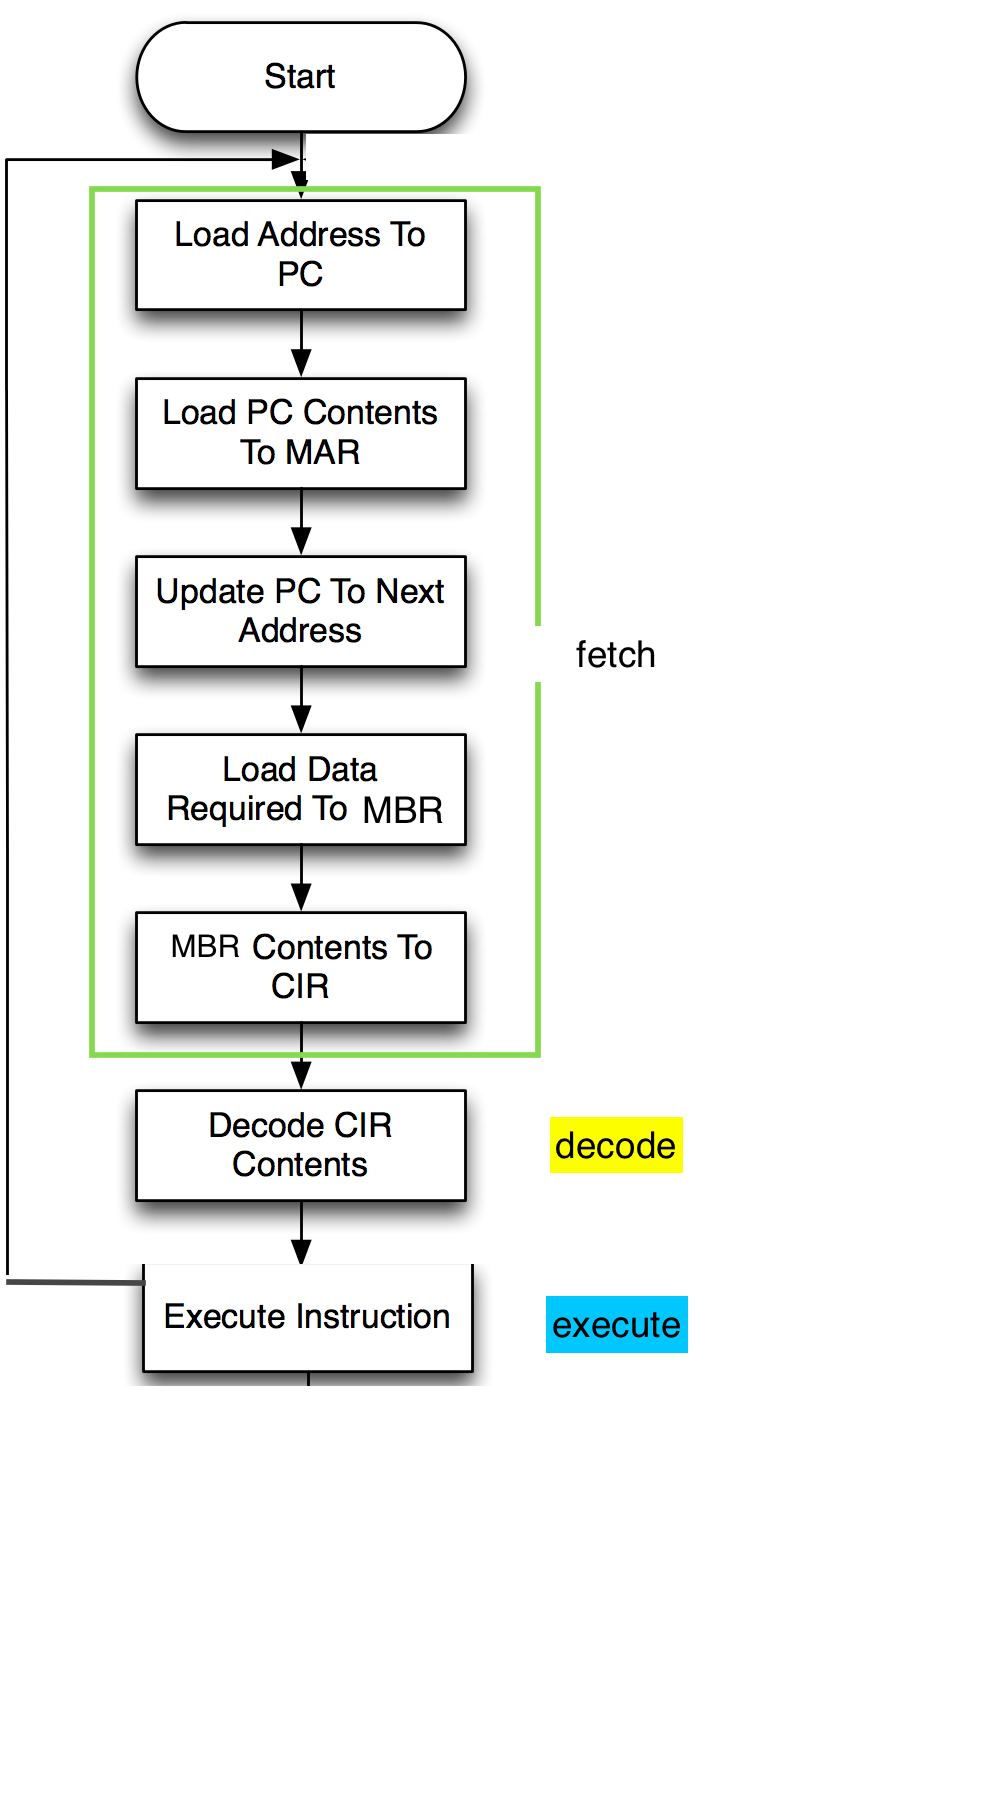 Start
Load Address To
PC
Load PC Contents
To MAR
Update PC To Next
Address
fetch
Load Data
Required To MBR
MBR Contents To
CIR
Decode CIR
Contents
decode
Execute Instruction
execute